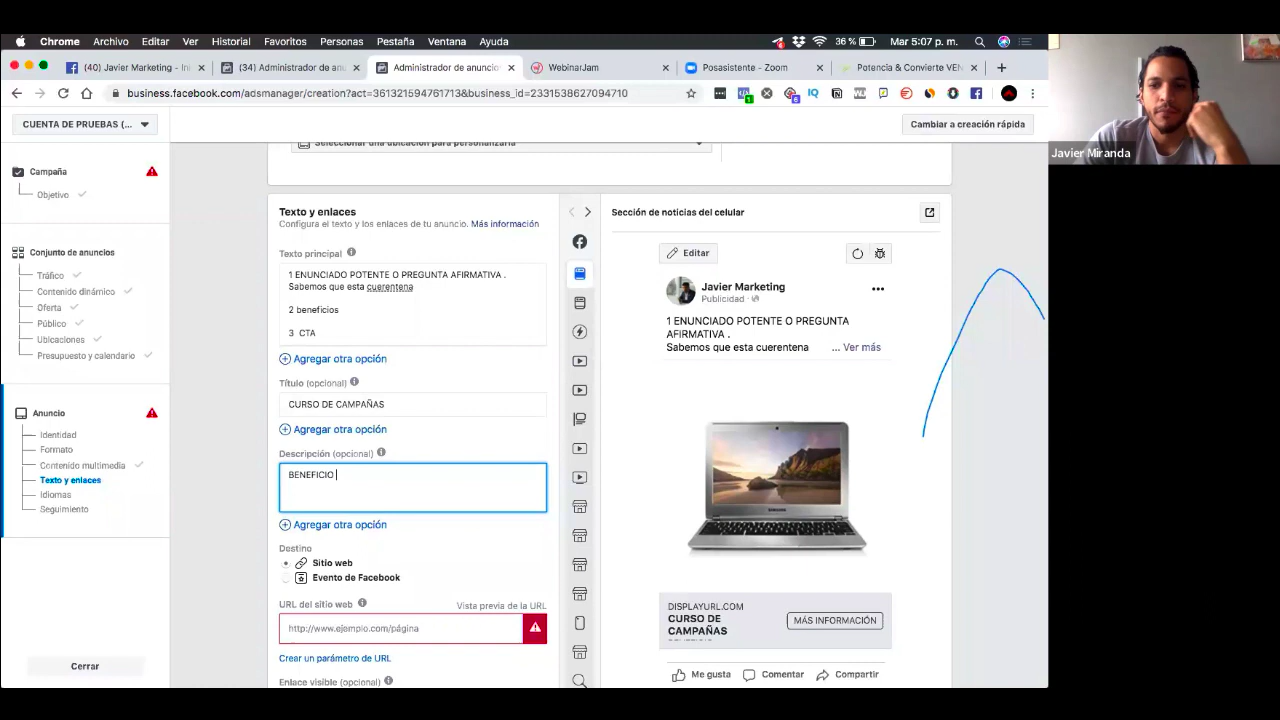 Chrome Archivo Editar Ver Historial Favoritos Personas Pestaña Ventana Ayuda 36 % Mar 5:07 p. m.
(40) Javier Marketing - Ini × (34) Administrador de anunc × Administrador de anuncio × WebinarJam × Posasistente - Zoom × Potencia & Convierte VEN ×
business.facebook.com/adsmanager/creation?act=361321594761713&business_id=2331538627094710
CUENTA DE PRUEBAS (...
Cambiar a creación rápida
Javier Miranda
Seleccionar una ubicación para personalizarla
Campaña
Objetivo
Conjunto de anuncios
Tráfico
Contenido dinámico
Oferta
Público
Ubicaciones
Presupuesto y calendario
Anuncio
Identidad
Formato
Contenido multimedia
Texto y enlaces
Idiomas
Seguimiento
Cerrar
Texto y enlaces
Configura el texto y los enlaces de tu anuncio. Más información
Texto principal
1 ENUNCIADO POTENTE O PREGUNTA AFIRMATIVA .
Sabemos que esta cuerentena
2 beneficios
3 CTA
Agregar otra opción
Título (opcional)
CURSO DE CAMPAÑAS
Agregar otra opción
Descripción (opcional)
BENEFICIO
Agregar otra opción
Destino
Sitio web
Evento de Facebook
URL del sitio web Vista previa de la URL
http://www.ejemplo.com/página
Crear un parámetro de URL
Enlace visible (opcional)
Sección de noticias del celular
Editar
Javier Marketing
Publicidad ·
1 ENUNCIADO POTENTE O PREGUNTA
AFIRMATIVA .
Sabemos que esta cuerentena ... Ver más
SAMSUNG
DISPLAYURL.COM
CURSO DE
CAMPAÑAS
MÁS INFORMACIÓN
Me gusta Comentar Compartir